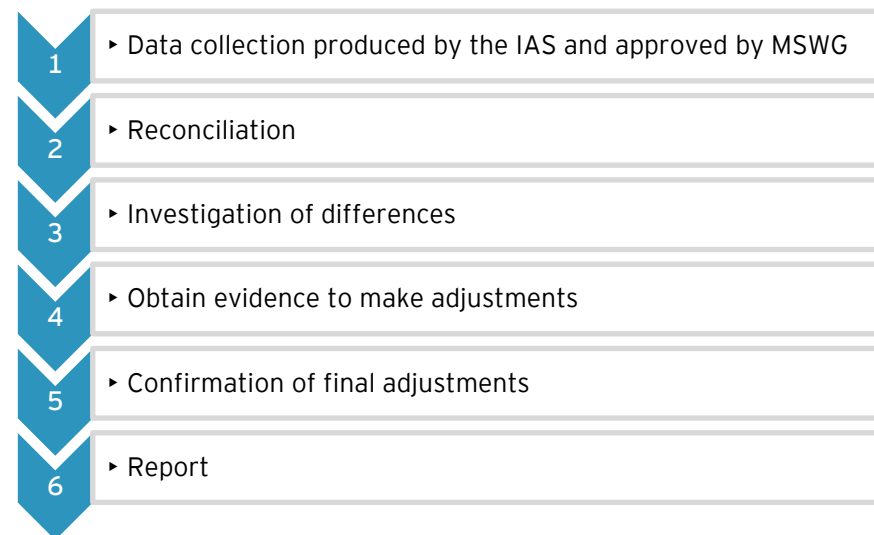 1
‣ Data collection produced by the IAS and approved by MSWG
2
‣ Reconciliation
3
‣ Investigation of differences
4
‣ Obtain evidence to make adjustments
5
‣ Confirmation of final adjustments
6
‣ Report